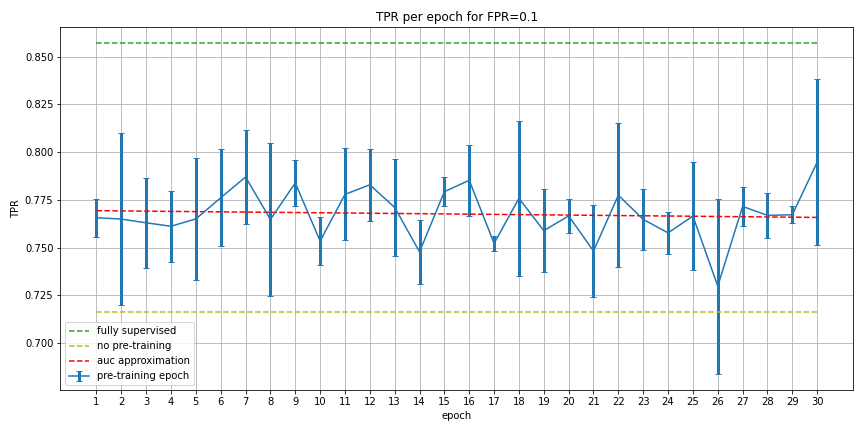 TPR per epoch for FPR=0.1
TPR
0.850
0.825
0.800
0.775
0.750
0.725
0.700
fully supervised
no pre-training
auc approximation
pre-training epoch
1 2 3 4 5 6 7 8 9 10 11 12 13 14 15 16 17 18 19 20 21 22 23 24 25 26 27 28 29 30
epoch